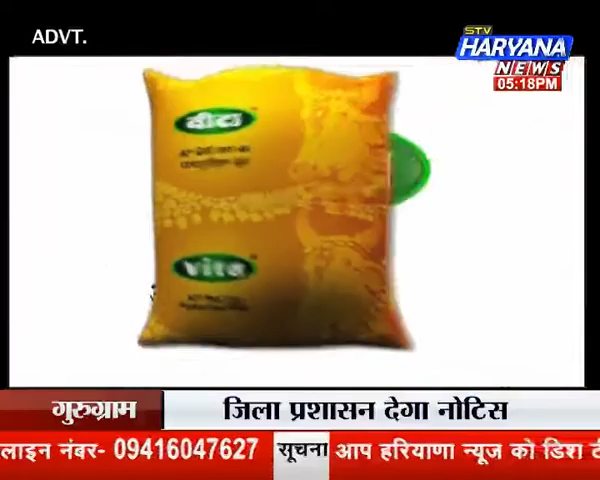 ADVT.
STV
HARYANA
NEWS
05:18PM
वीटा
vita
गुरुग्राम
जिला प्रशासन देगा नोटिस
लाइन नंबर- 09416047627 सूचना आप हरियाणा न्यूज को डिश टी